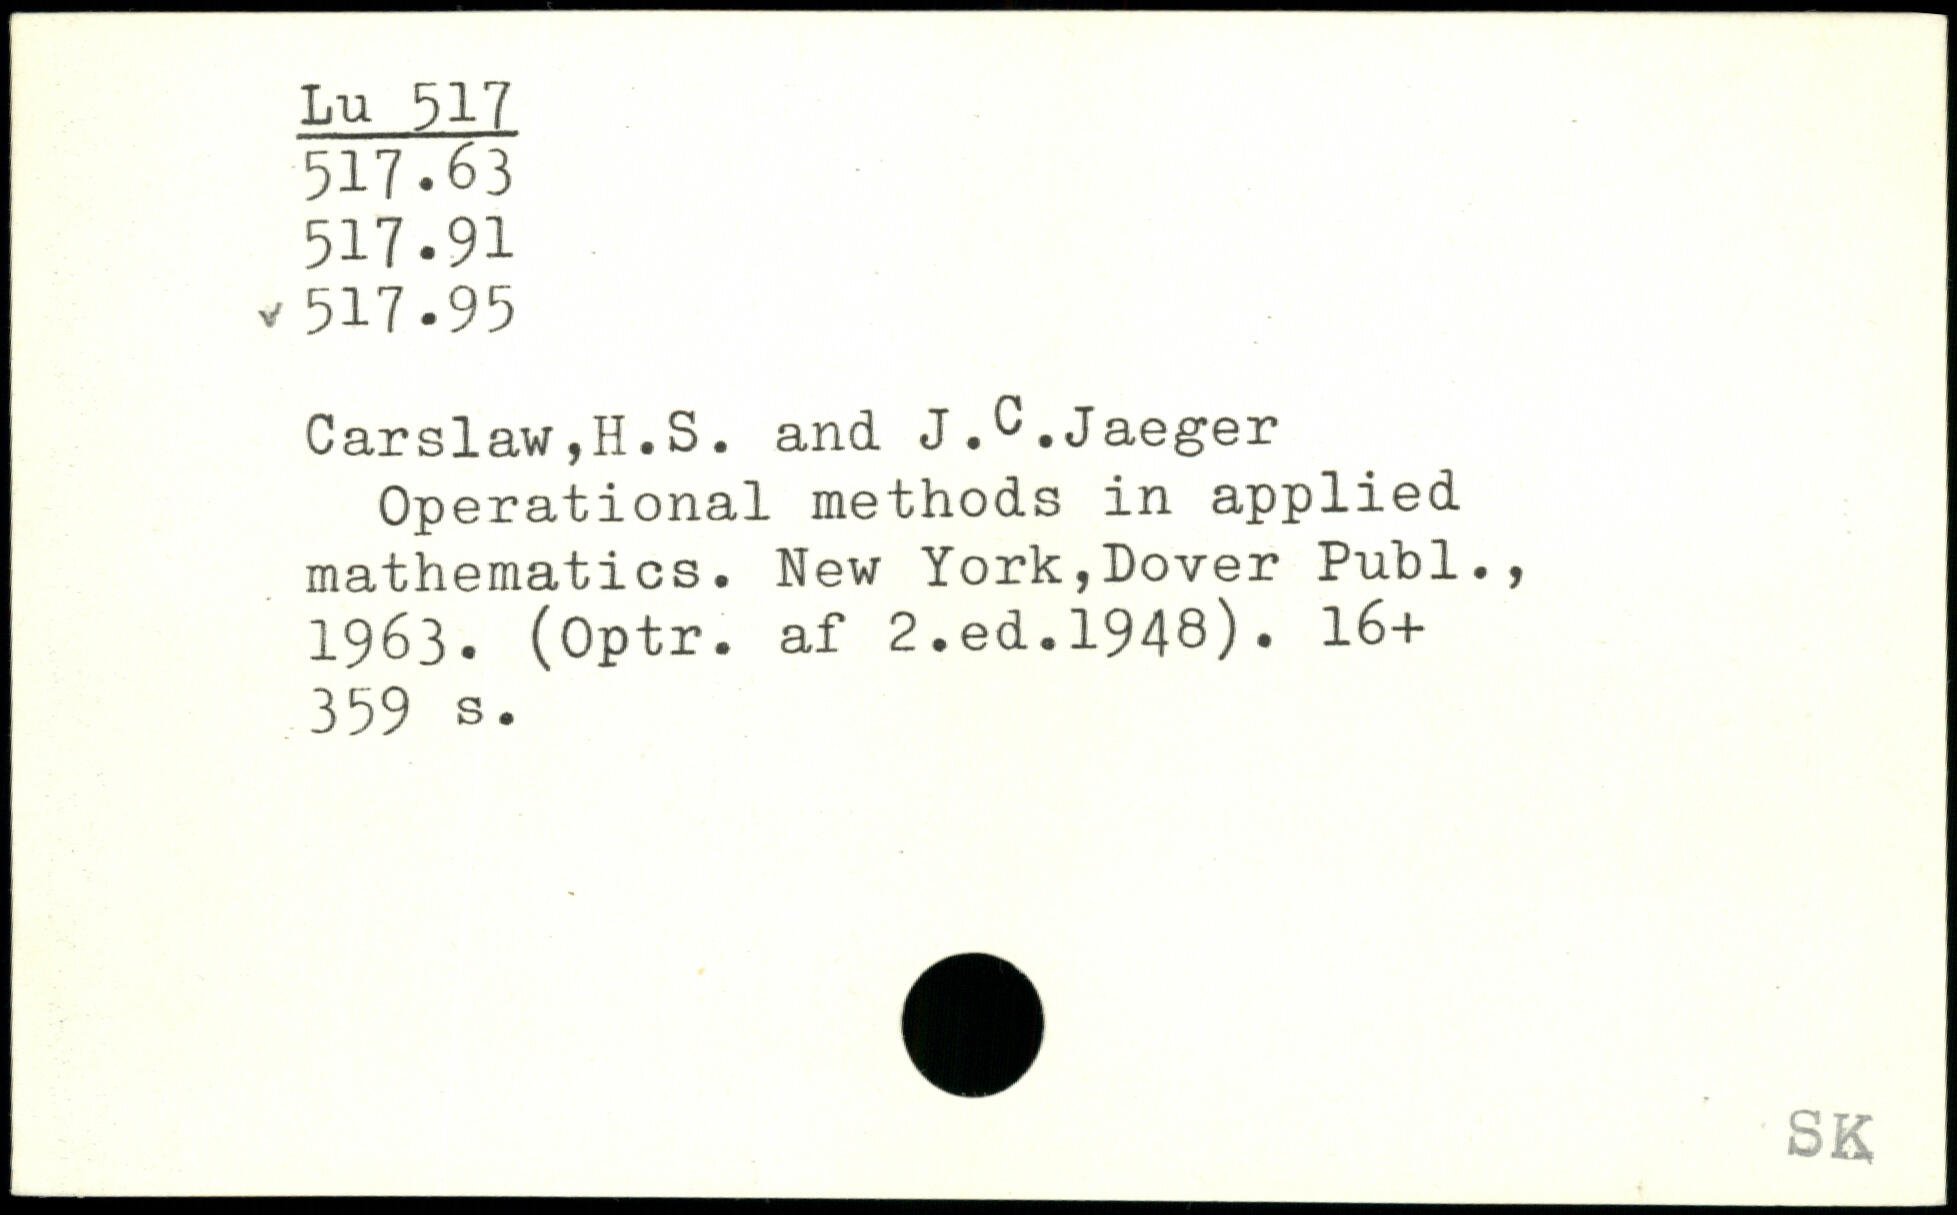 Lu 517
517.63
517.91
✓ 517.95
Carslaw,H.S. and J.C.Jaeger
Operational methods in applied
mathematics. New York,Dover Publ.,
1963. (Optr. af 2.ed.1948). 16+
359 s.
SK